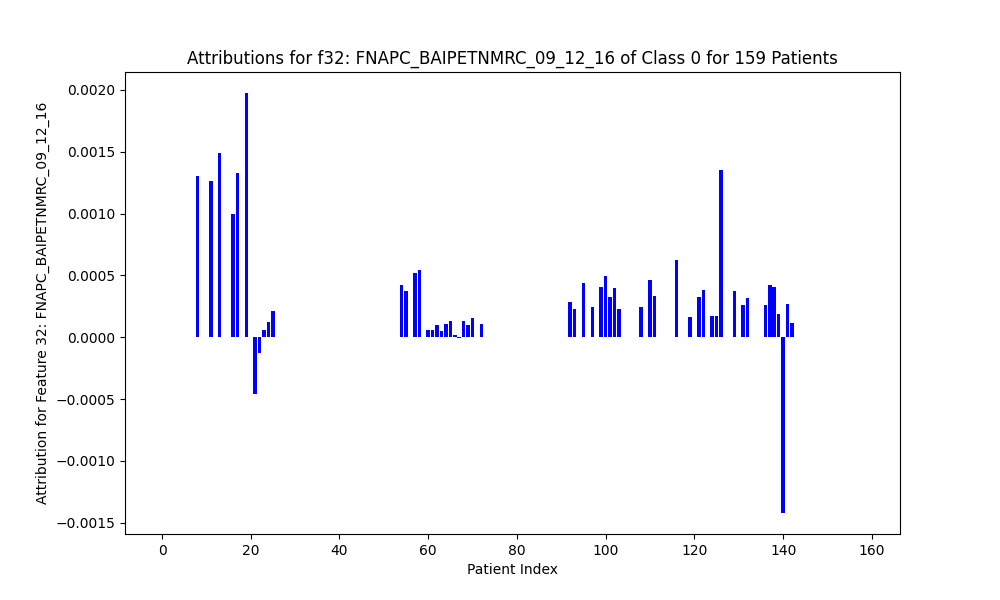 Attributions for f32: FNAPC_BAIPETNMRC_09_12_16 of Class 0 for 159 Patients
Attribution for Feature 32: FNAPC_BAIPETNMRC_09_12_16
0.0020
0.0015
0.0010
0.0005
0.0000
−0.0005
−0.0010
−0.0015
0 20 40 60 80 100 120 140 160
Patient Index